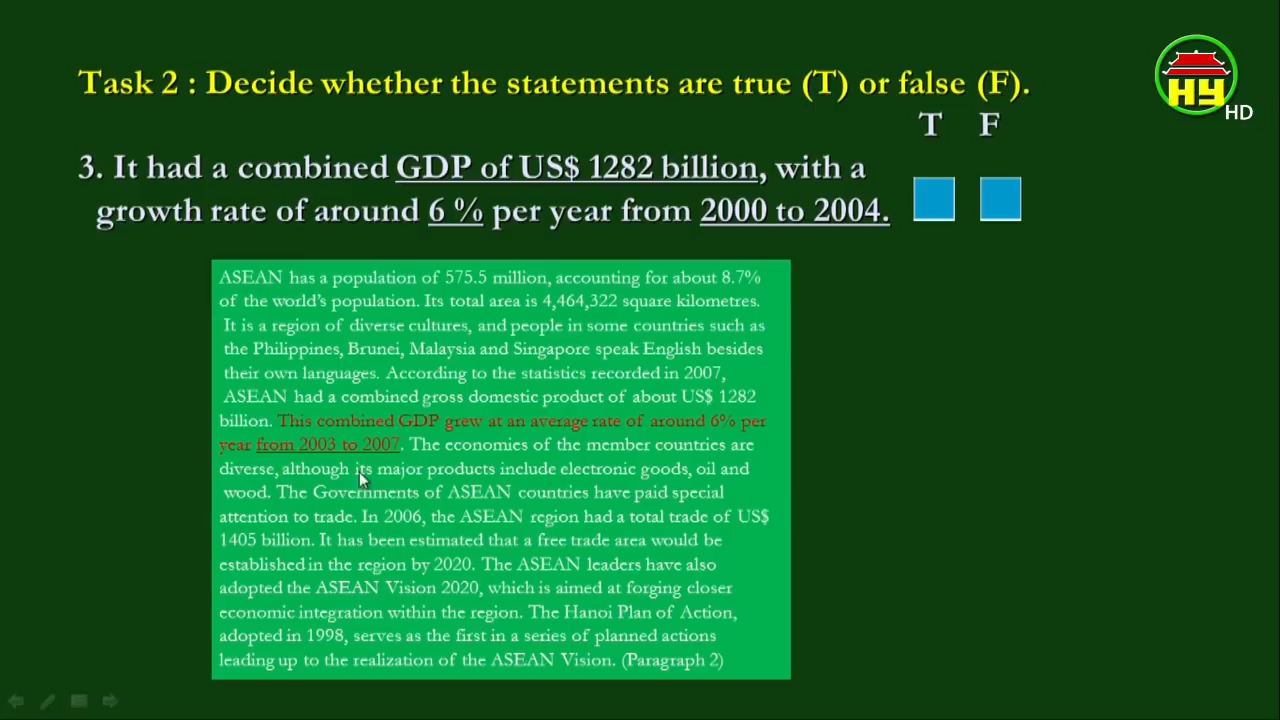 Task 2 : Decide whether the statements are true (T) or false (F).
HY HD
T F
3. It had a combined GDP of US$ 1282 billion, with a
growth rate of around 6 % per year from 2000 to 2004.
ASEAN has a population of 575.5 million, accounting for about 8.7%
of the world's population. Its total area is 4,464,322 square kilometres.
It is a region of diverse cultures, and people in some countries such as
the Philippines, Brunei, Malaysia and Singapore speak English besides
their own languages. According to the statistics recorded in 2007,
ASEAN had a combined gross domestic product of about US$ 1282
billion. This combined GDP grew at an average rate of around 6% per
year from 2003 to 2007. The economies of the member countries are
diverse, although its major products include electronic goods, oil and
wood. The Governments of ASEAN countries have paid special
attention to trade. In 2006, the ASEAN region had a total trade of US$
1405 billion. It has been estimated that a free trade area would be
established in the region by 2020. The ASEAN leaders have also
adopted the ASEAN Vision 2020, which is aimed at forging closer
economic integration within the region. The Hanoi Plan of Action,
adopted in 1998, serves as the first in a series of planned actions
leading up to the realization of the ASEAN Vision. (Paragraph 2)